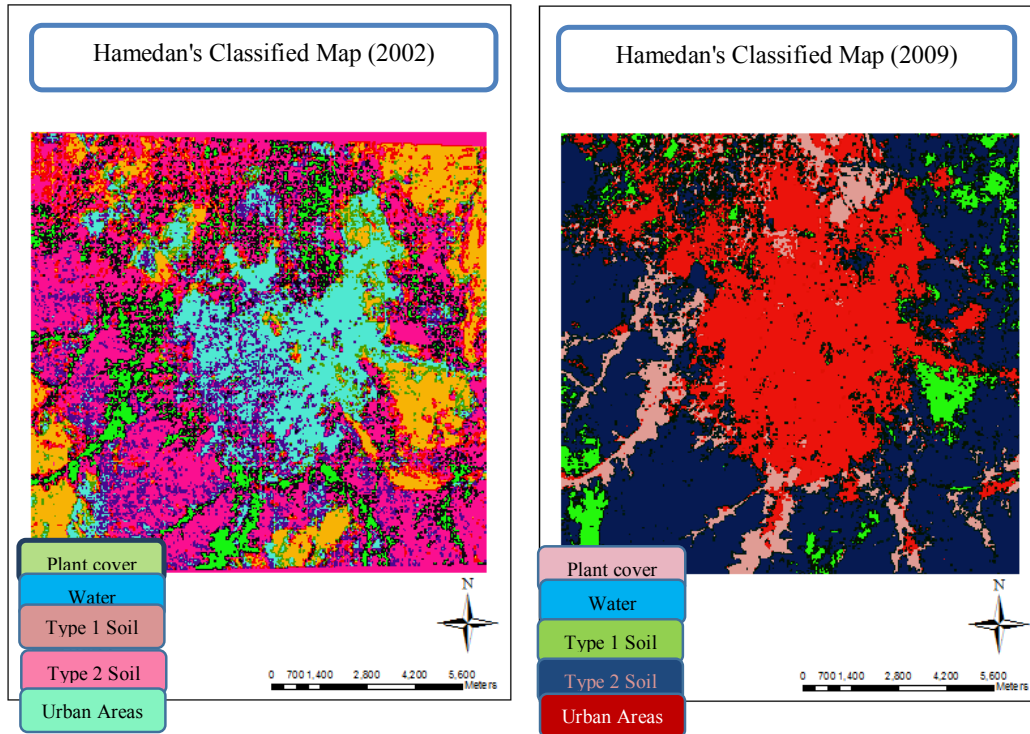 Hamedan's Classified Map (2002)
Plant cover
Water
Type 1 Soil
Type 2 Soil
Urban Areas
N
0 700 1,400 2,800 4,200 5,600
Meters
Hamedan's Classified Map (2009)
Plant cover
Water
Type 1 Soil
Type 2 Soil
Urban Areas
N
0 700 1,400 2,800 4,200 5,600
Meters